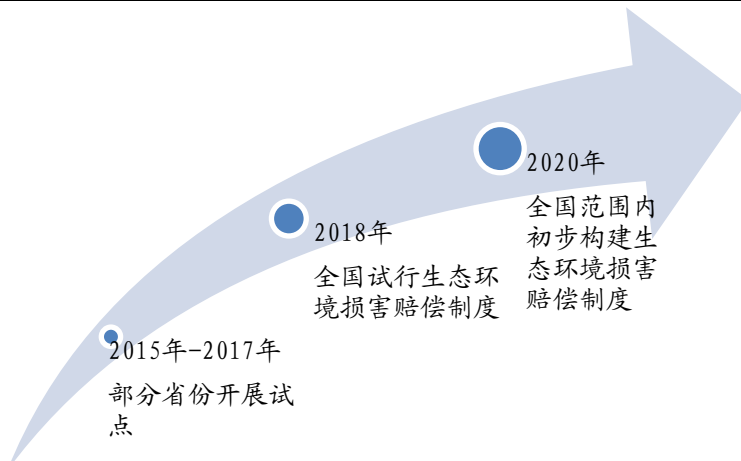 2020年
全国范围内
初步构建生
态环境损害
赔偿制度
2018年
全国试行生态环
境损害赔偿制度
2015年-2017年
部分省份开展试
点